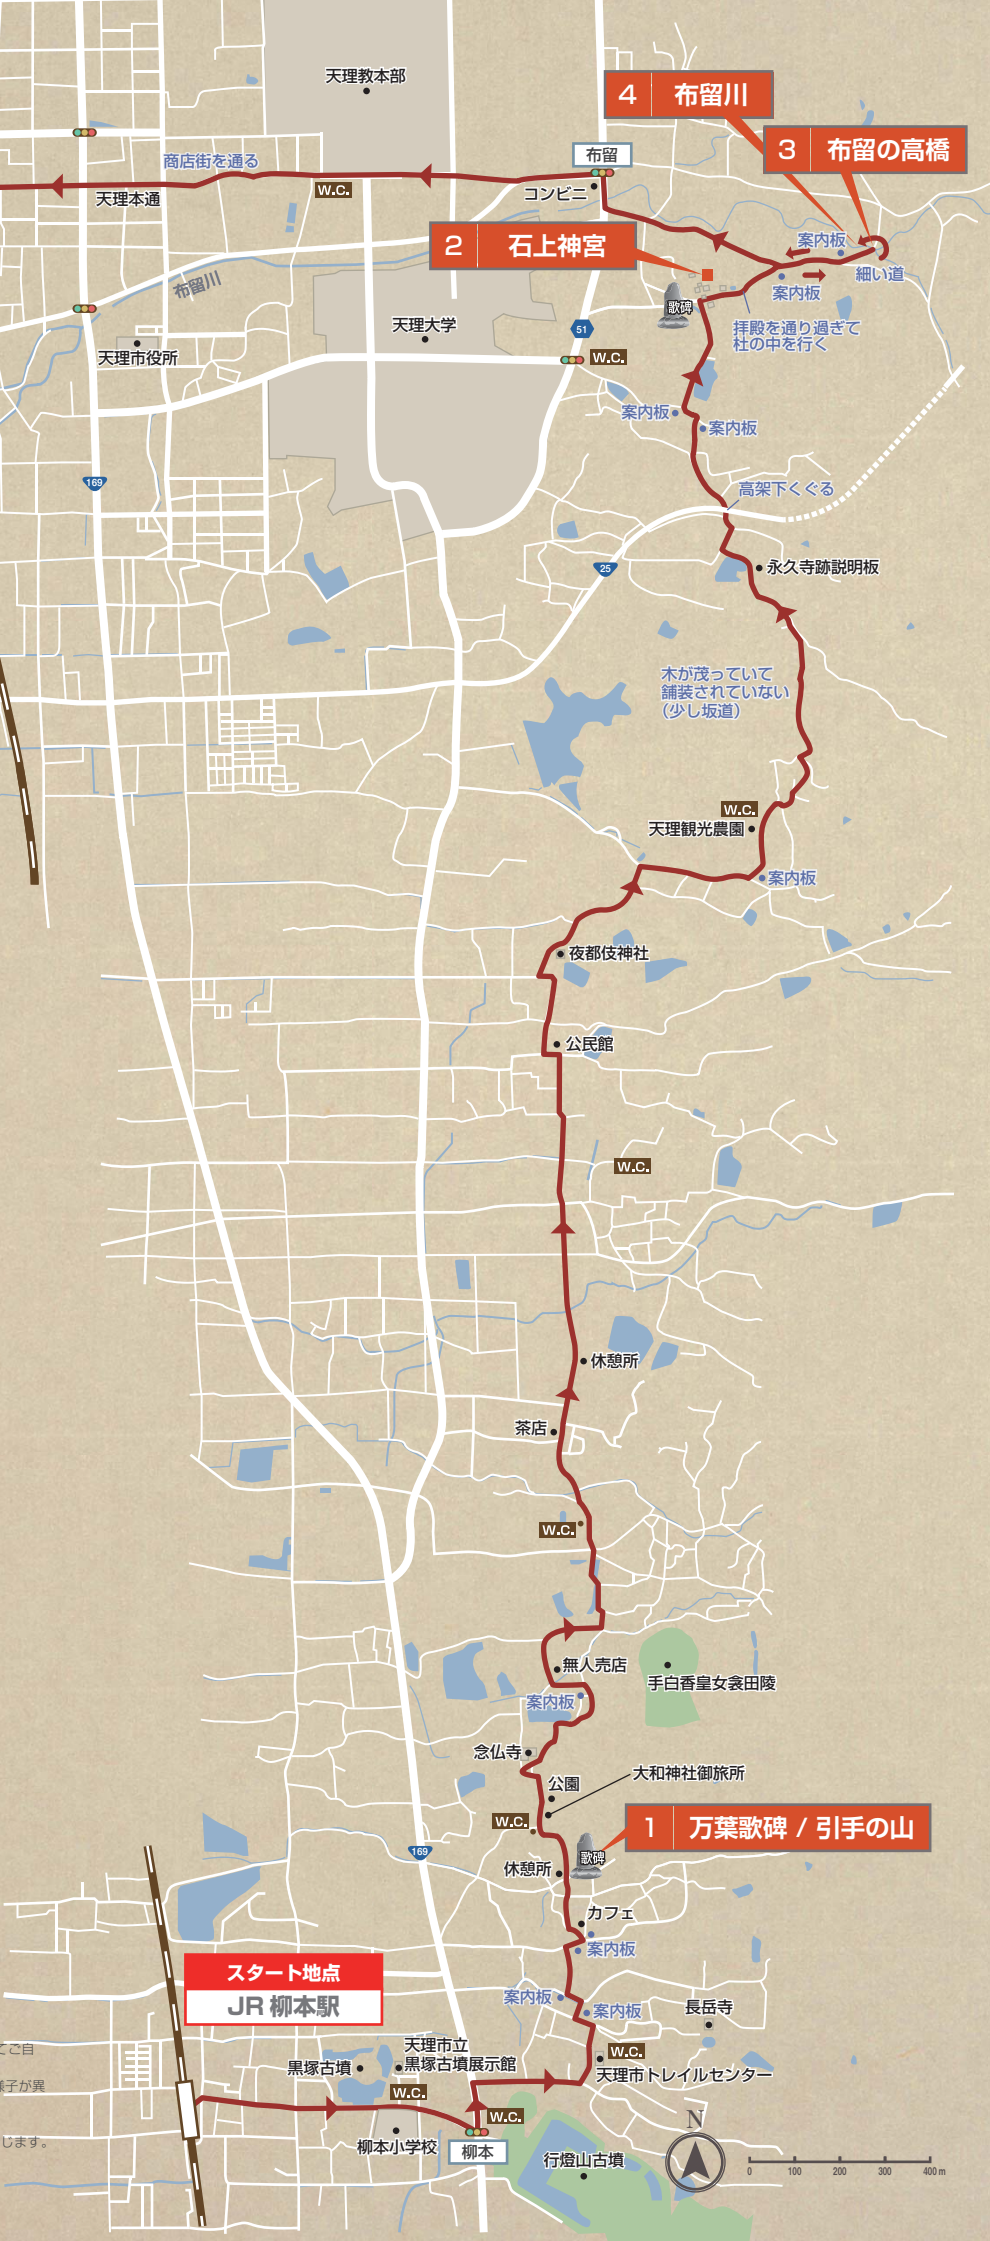 天理教本部
4 布留川
3 布留の高橋
布留
商店街を通る
W.C.
コンビニ
天理本通
2 石上神宮
案内板
細い道
案内板
布留川
歌碑
天理大学
51
拝殿を通り過ぎて
杜の中を行く
天理市役所
W.C.
案内板
案内板
169
高架下くぐる
25
永久寺跡説明板
木が茂っていて
舗装されていない
（少し坂道）
W.C.
天理観光農園
案内板
夜都伎神社
公民館
W.C.
休憩所
茶店
W.C.
無人売店
手白香皇女衾田陵
案内板
念仏寺
大和神社御旅所
公園
W.C.
1 万葉歌碑 / 引手の山
169
歌碑
休憩所
カフェ
案内板
スタート地点
JR 柳本駅
案内板
案内板
長岳寺
てご自
天理市立
黒塚古墳展示館
黒塚古墳
W.C.
天理市トレイルセンター
様子が異
W.C.
W.C.
じます。
柳本小学校
柳本
行燈山古墳
N
0 100 200 300 400 m